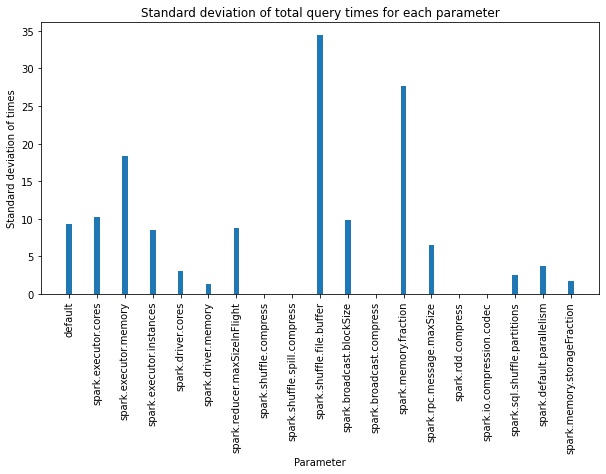 Standard deviation of total query times for each parameter
Standard deviation of times
35
30
25
20
15
10
5
0
default
spark.executor.cores
spark.executor.memory
spark.executor.instances
spark.driver.cores
spark.driver.memory
spark.reducer.maxSizeInFlight
spark.shuffle.compress
spark.shuffle.spill.compress
spark.shuffle.file.buffer
spark.broadcast.blockSize
spark.broadcast.compress
spark.memory.fraction
spark.rpc.message.maxSize
spark.rdd.compress
spark.io.compression.codec
spark.sql.shuffle.partitions
spark.default.parallelism
spark.memory.storageFraction
Parameter